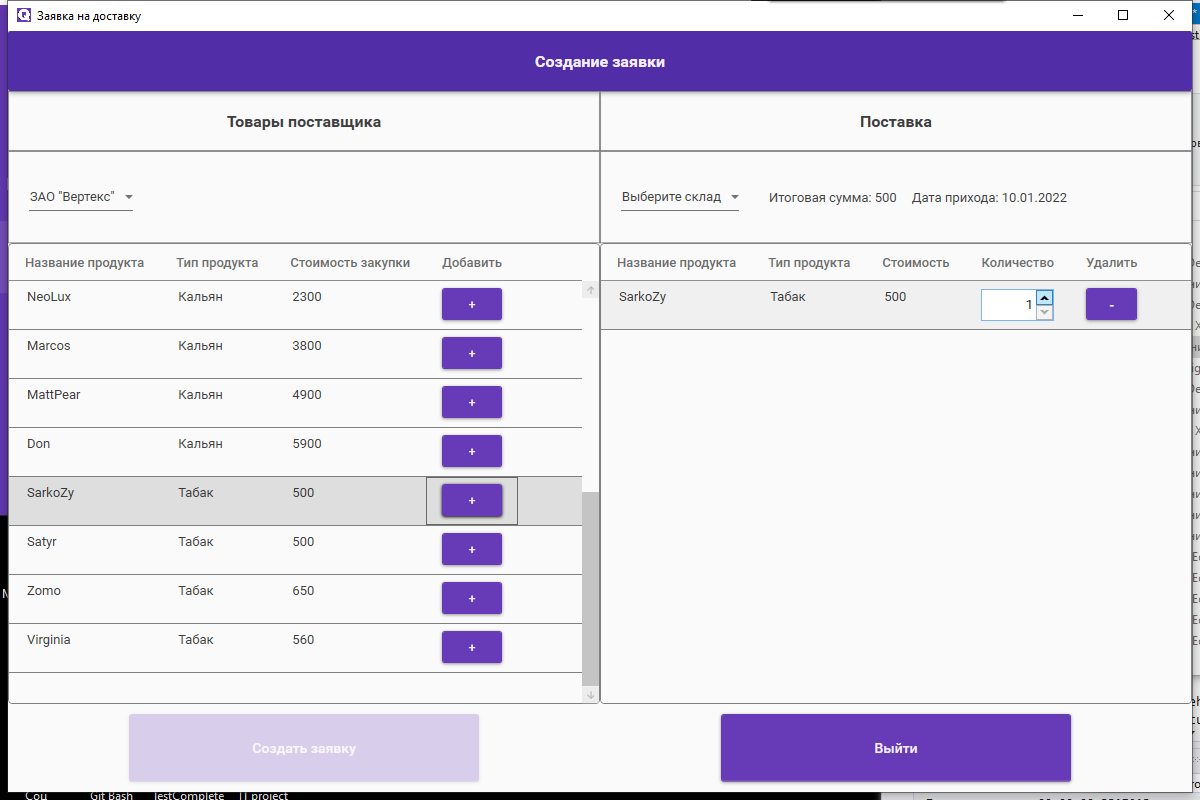 Заявка на доставку
Создание заявки
Товары поставщика
Поставка
ЗАО "Вертекс"
Выберите склад Итоговая сумма: 500 Дата прихода: 10.01.2022
Название продукта Тип продукта Стоимость закупки Добавить
Название продукта Тип продукта Стоимость Количество Удалить
NeoLux Кальян 2300 +
SarkoZy Табак 500 1 -
Marcos Кальян 3800 +
MattPear Кальян 4900 +
Don Кальян 5900 +
SarkoZy Табак 500 +
Satyr Табак 500 +
Zomo Табак 650 +
Virginia Табак 560 +
Создать заявку
Выйти
Git Bash TestComplete IT project